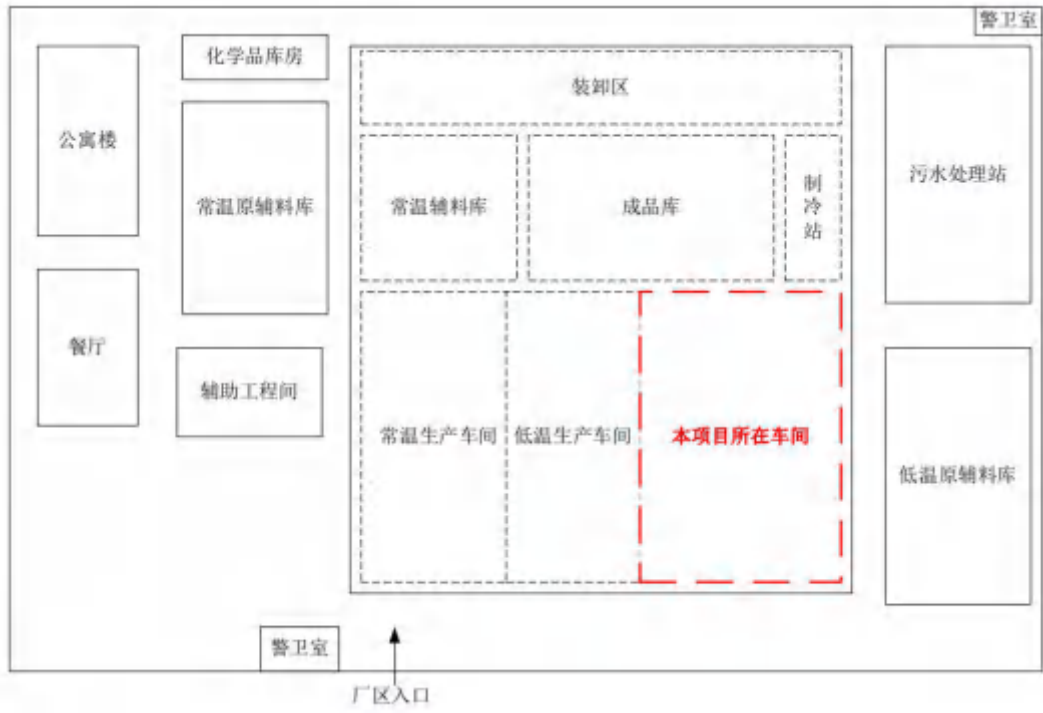 警卫室
化学品库房
装卸区
公寓楼
常温原辅料库
常温辅料库
成品库
制冷站
污水处理站
餐厅
辅助工程间
常温生产车间
低温生产车间
本项目所在车间
低温原辅料库
警卫室
厂区入口